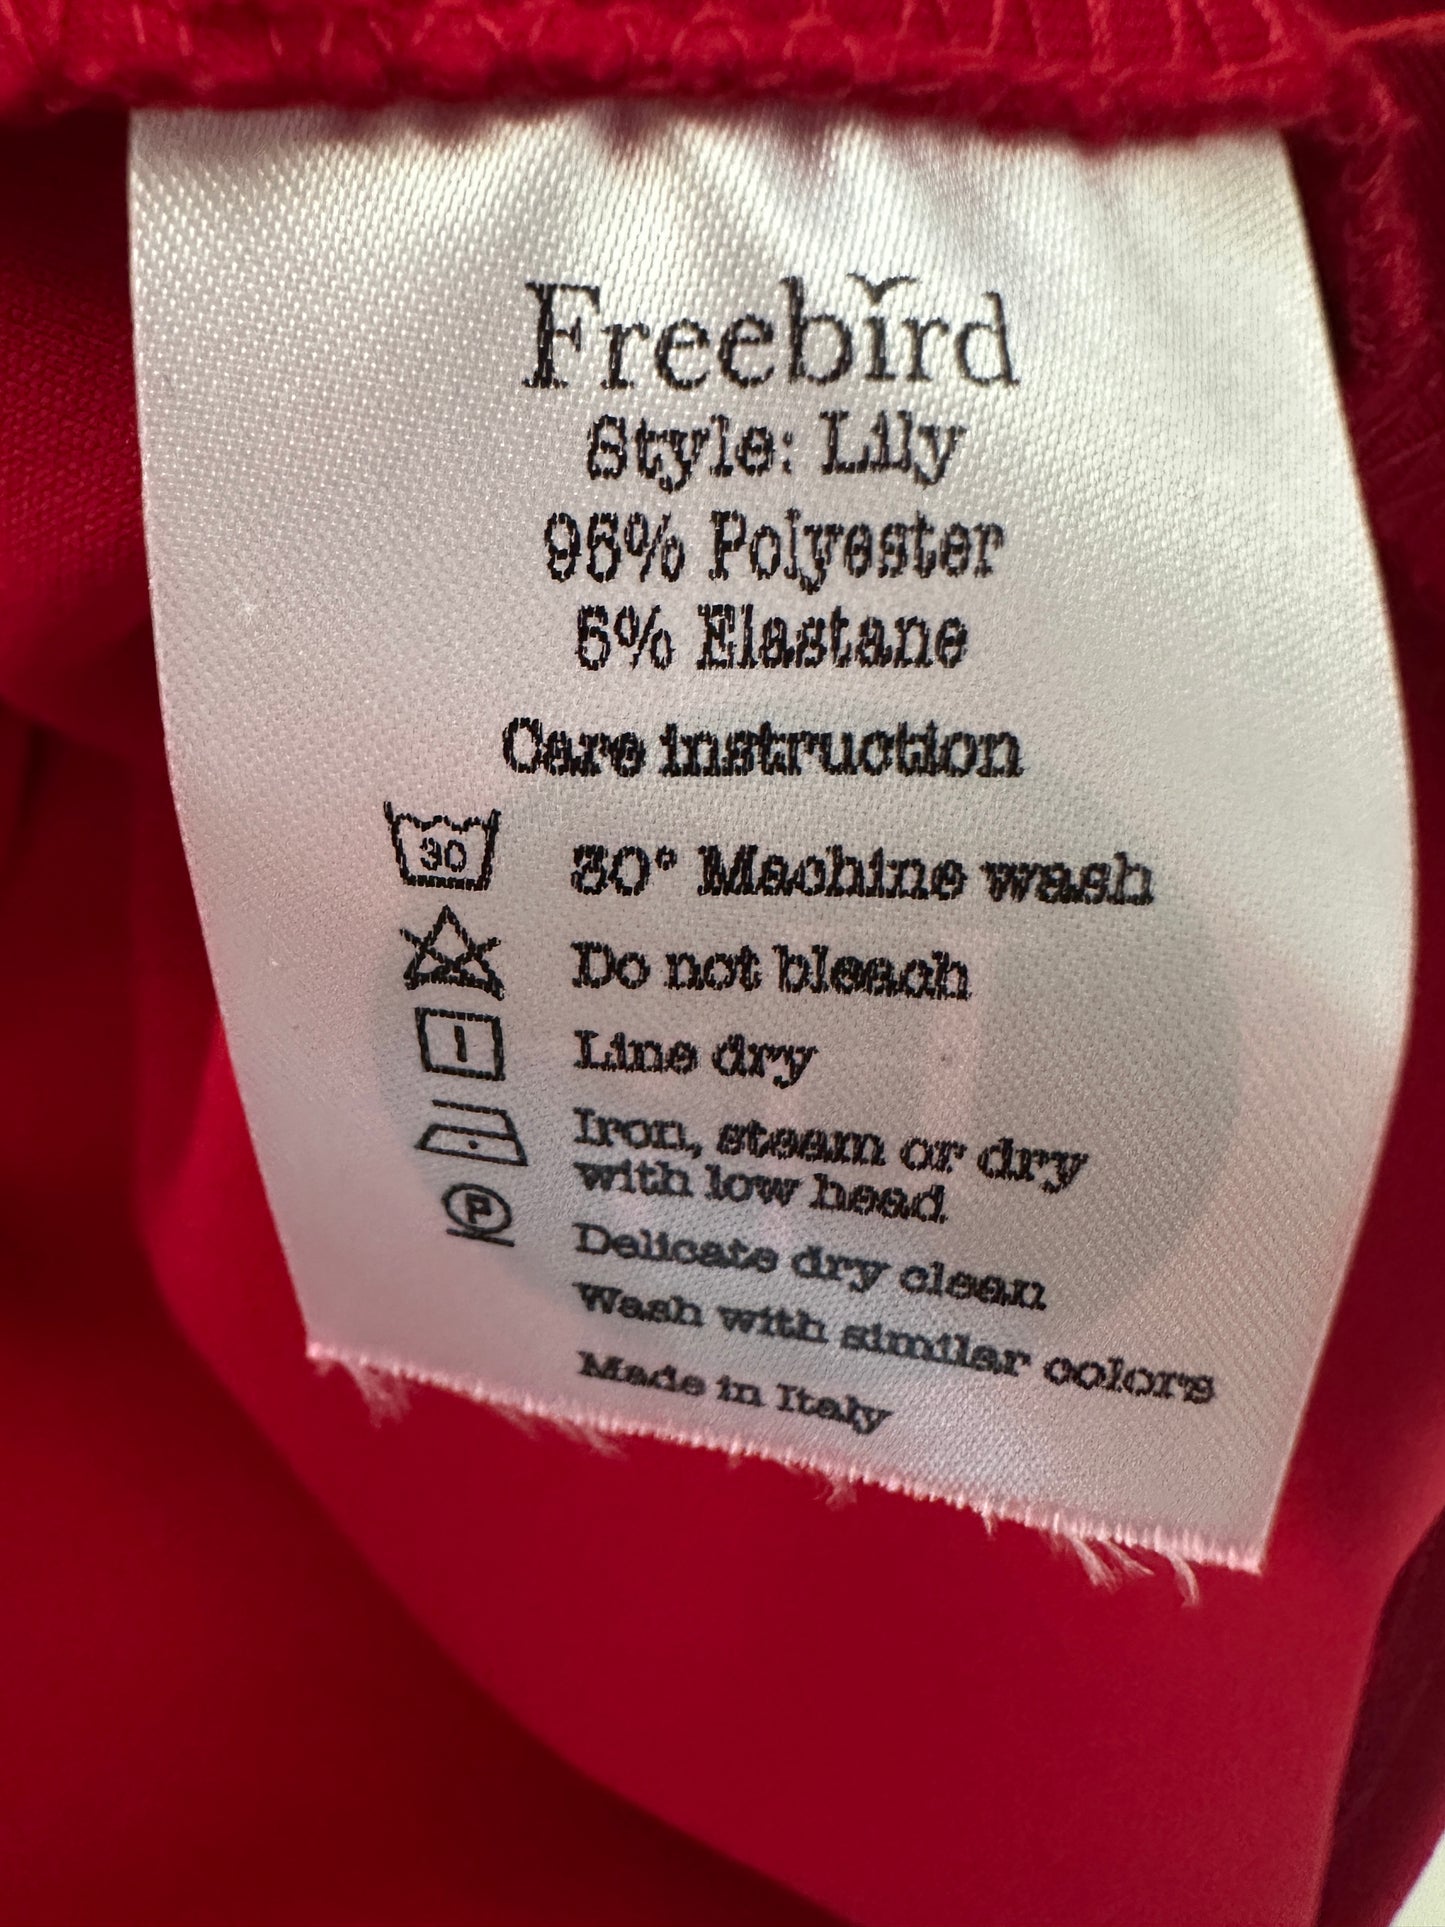 Freebird
Style: Lily
95% Polyester
5% Elastane
Care instruction
30
30° Machine wash
Do not bleach
Line dry
Iron, steam or dry
with low head
P
Delicate dry clean
Wash with similar colors
Made in Italy